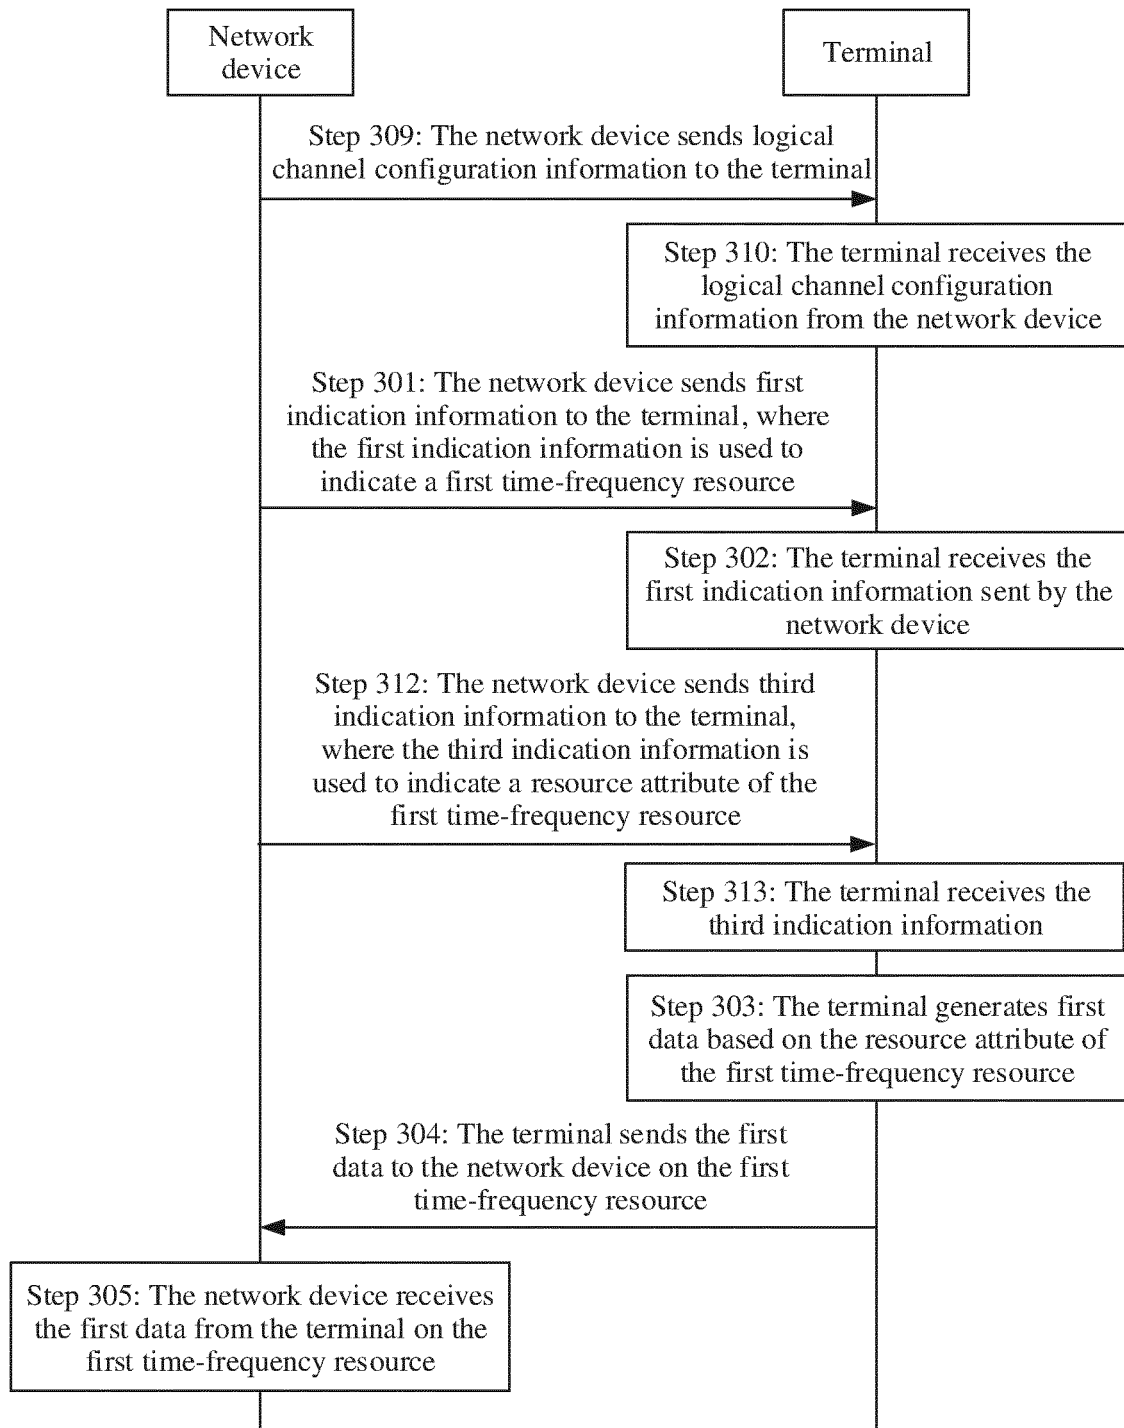 Network
device
Terminal
Step 309: The network device sends logical
channel configuration information to the terminal
Step 310: The terminal receives the
logical channel configuration
information from the network device
Step 301: The network device sends first
indication information to the terminal, where
the first indication information is used to
indicate a first time-frequency resource
Step 302: The terminal receives the
first indication information sent by the
network device
Step 312: The network device sends third
indication information to the terminal,
where the third indication information is
used to indicate a resource attribute of the
first time-frequency resource
Step 313: The terminal receives the
third indication information
Step 303: The terminal generates first
data based on the resource attribute of
the first time-frequency resource
Step 304: The terminal sends the first
data to the network device on the first
time-frequency resource
Step 305: The network device receives
the first data from the terminal on the
first time-frequency resource